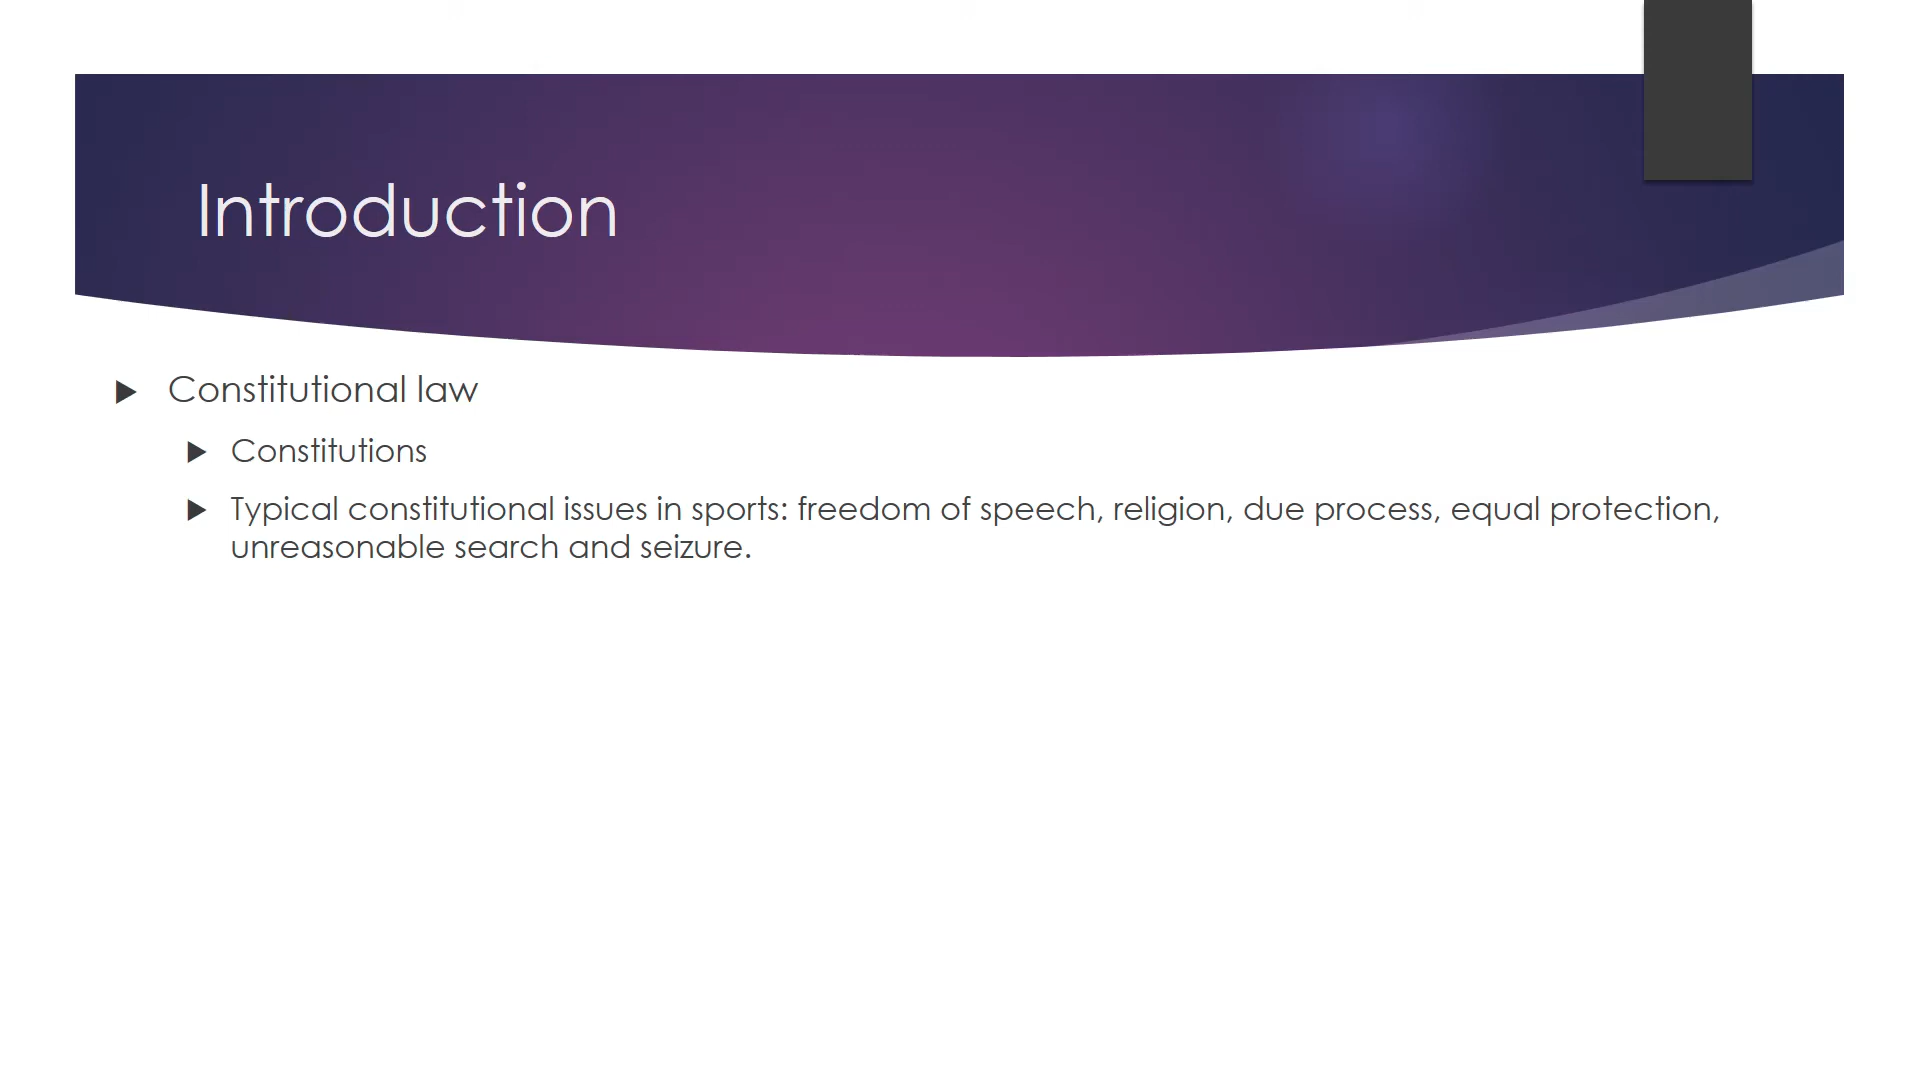 Introduction
Constitutional law
Constitutions
Typical constitutional issues in sports: freedom of speech, religion, due process, equal protection,
unreasonable search and seizure.